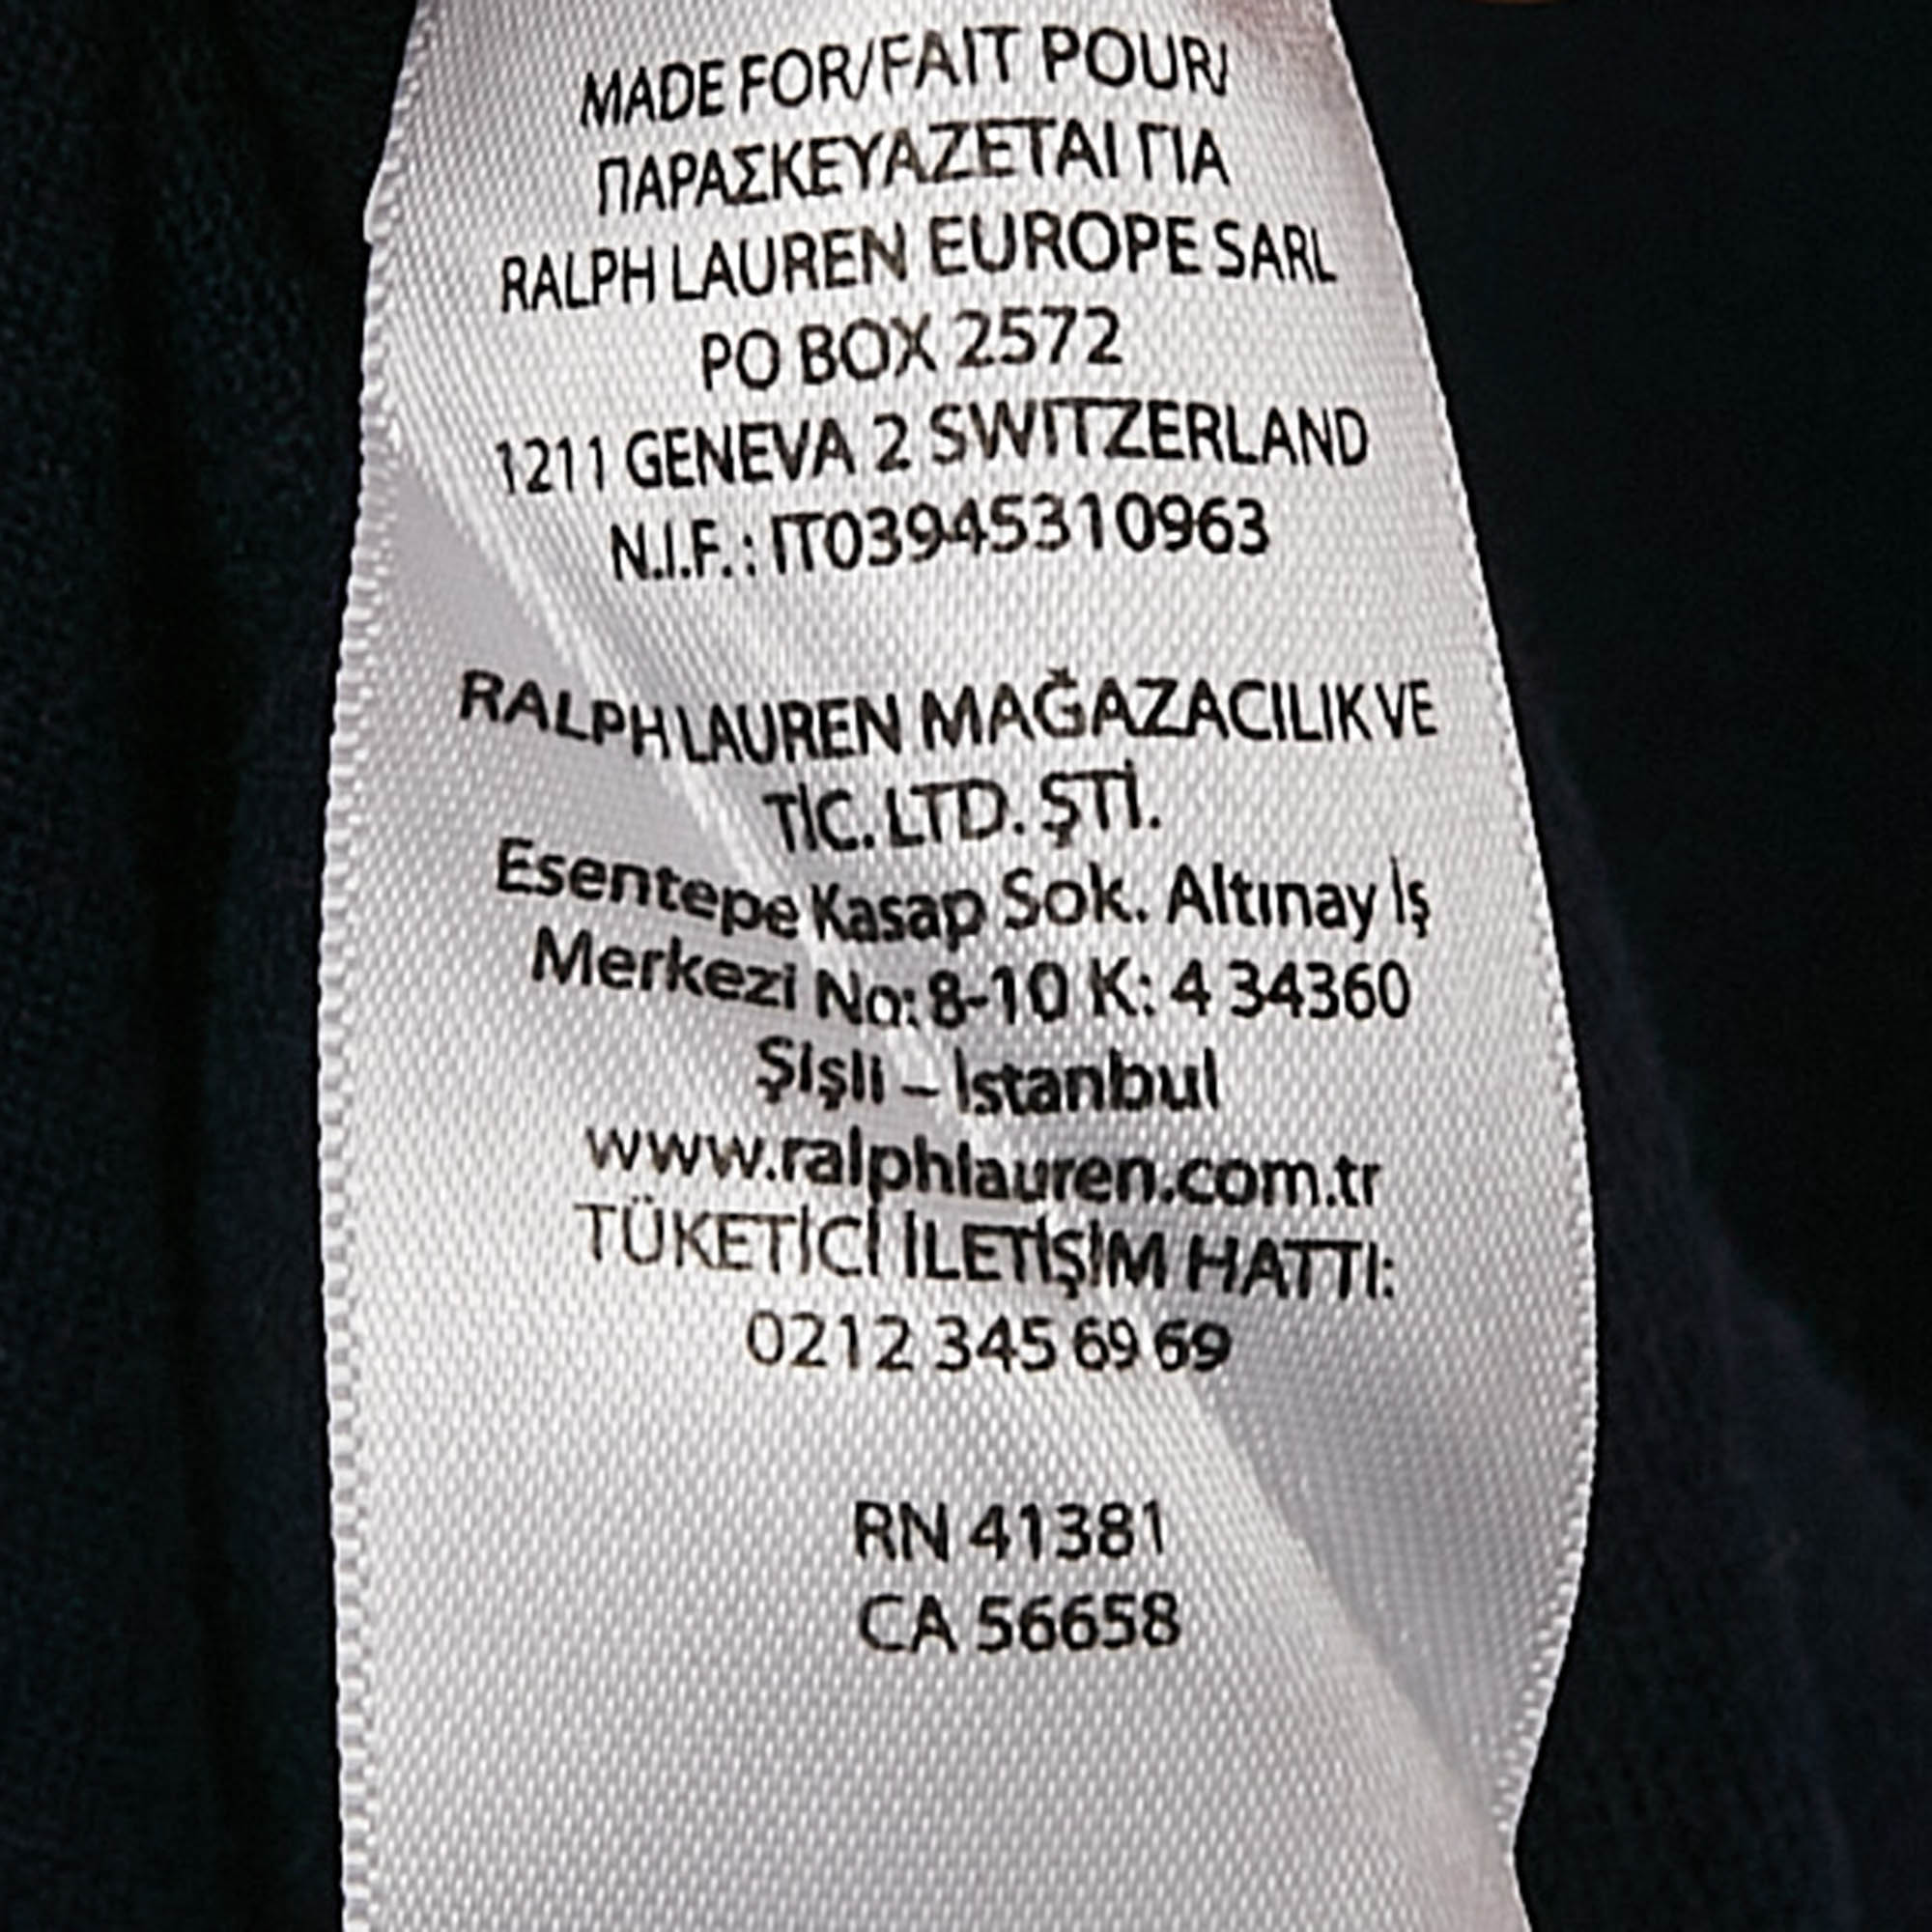 MADE FOR/FAIT POUR/
ΠΑΡΑΣΚΕΥΑΖΕΤΑΙ ΓΙΑ
RALPH LAUREN EUROPE SARL
PO BOX 2572
1211 GENEVA 2 SWITZERLAND
N.I.F. : IT03945310963
RALPH LAUREN MAĞAZACILIK VE
TİC. LTD. ŞTİ.
Esentepe Kasap Sok. Altınay İş
Merkezi No: 8-10 K: 4 34360
Şişli – İstanbul
www.ralphlauren.com.tr
TÜKETİCİ İLETİŞİM HATTI:
0212 345 69 69
RN 41381
CA 56658